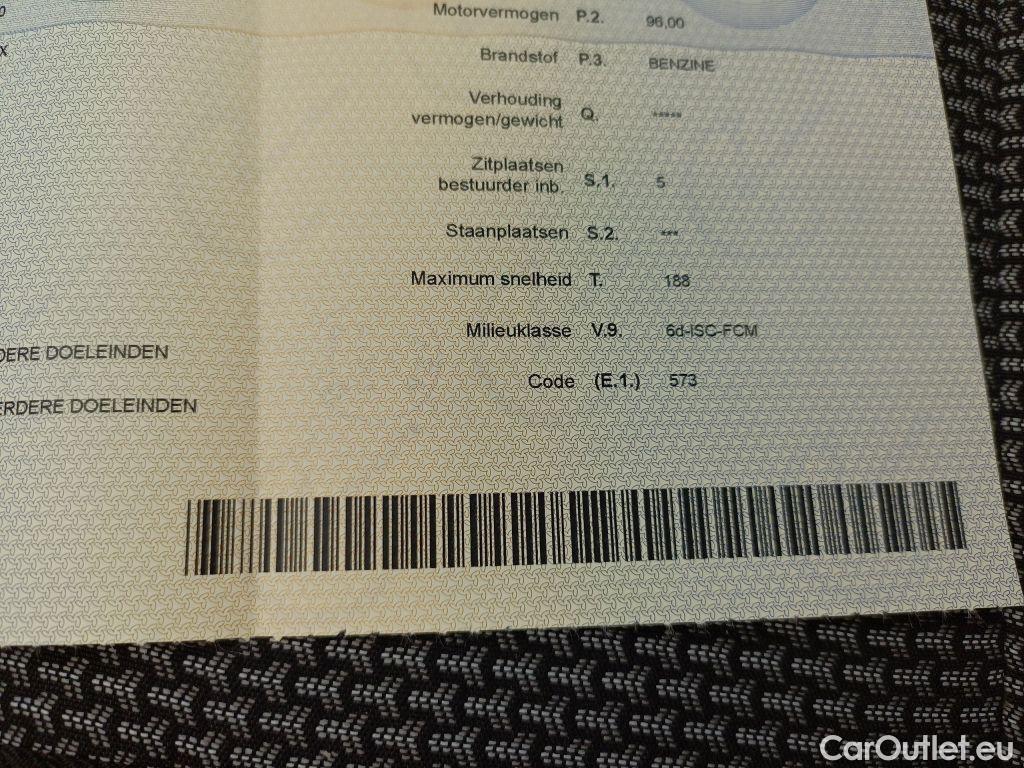 Motorvermogen P.2. 96,00
Brandstof P.3. BENZINE
Verhouding
vermogen/gewicht Q. *****
Zitplaatsen
bestuurder inb. S.1. 5
Staanplaatsen S.2. ***
Maximum snelheid T. 188
Milieuklasse V.9. 6d-ISC-FCM
DERE DOELEINDEN
Code (E.1.) 573
ERDERE DOELEINDEN
CarOutlet.eu